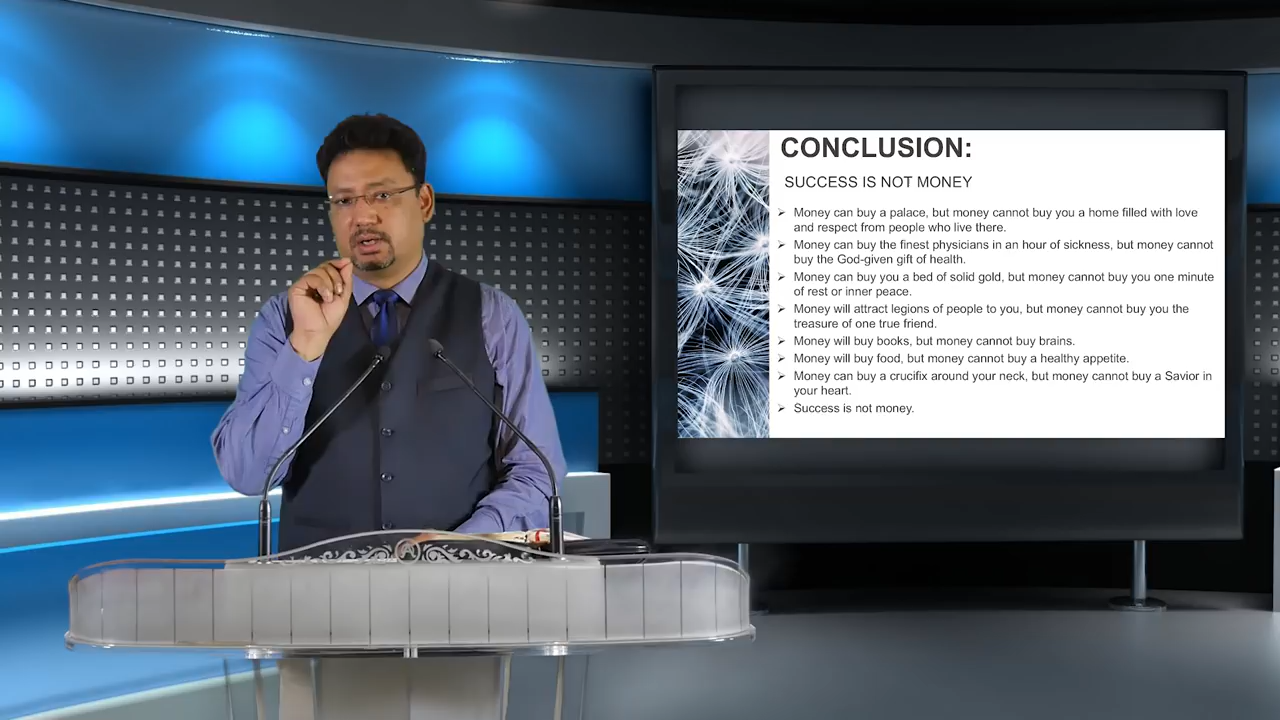 CONCLUSION:
SUCCESS IS NOT MONEY
➢ Money can buy a palace, but money cannot buy you a home filled with love
and respect from people who live there.
➢ Money can buy the finest physicians in an hour of sickness, but money cannot
buy the God-given gift of health.
➢ Money can buy you a bed of solid gold, but money cannot buy you one minute
of rest or inner peace.
➢ Money will attract legions of people to you, but money cannot buy you the
treasure of one true friend.
➢ Money will buy books, but money cannot buy brains.
➢ Money will buy food, but money cannot buy a healthy appetite.
➢ Money can buy a crucifix around your neck, but money cannot buy a Savior in
your heart.
➢ Success is not money.